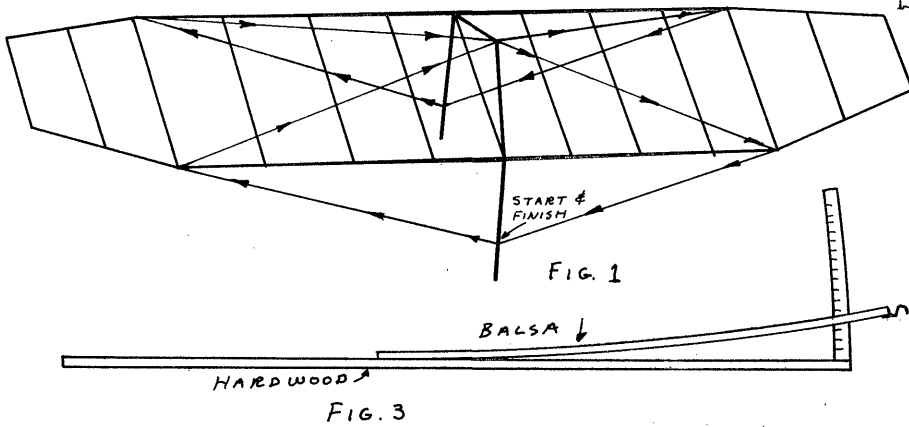 START &
FINISH
FIG. 1
BALSA
HARDWOOD
FIG. 3